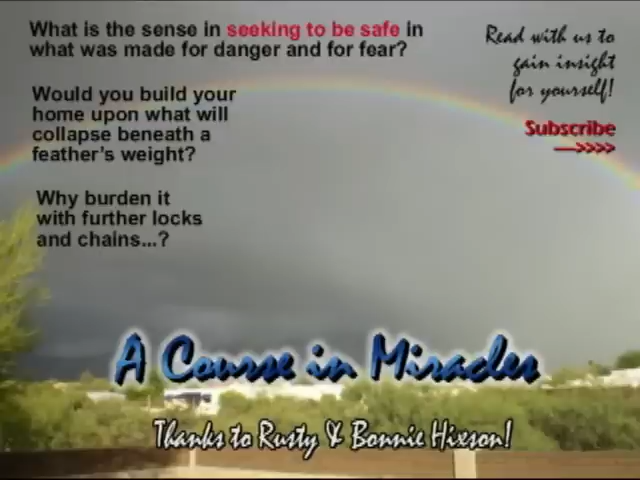 What is the sense in seeking to be safe in
what was made for danger and for fear?
Would you build your
home upon what will
collapse beneath a
feather's weight?
Why burden it
with further locks
and chains...?
Read with us to
gain insight
for yourself!
Subscribe
—>>>>
A Course in Miracles
Thanks to Rusty & Bonnie Hixson!